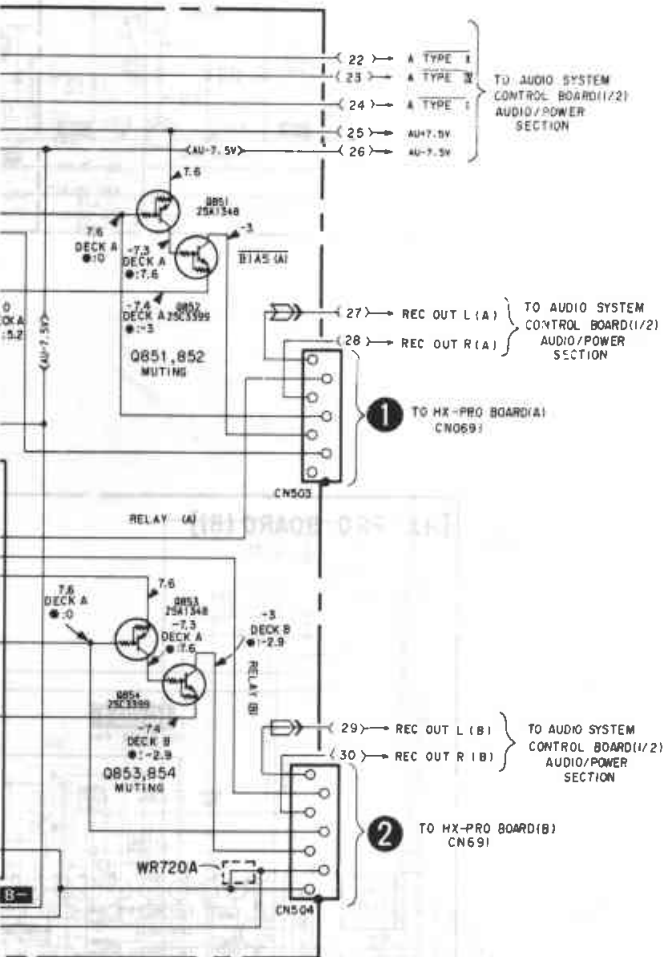 22 → A TYPE II
23 → A TYPE IV
24 → A TYPE I
25 → AU+7.5V
26 → AU-7.5V
TO AUDIO SYSTEM
CONTROL BOARD(1/2)
AUDIO/POWER
SECTION
AU-7.5V
7.6
Q851
25A1348
7.6
DECK A
●:0
-7.3
DECK A
●:7.6
-3
BIAS (A)
-7.4
DECK A
●:-3
Q852
25C3399
Q851,852
MUTING
:5.2
AU-7.5V
27 → REC OUT L(A)
28 → REC OUT R(A)
TO AUDIO SYSTEM
CONTROL BOARD(1/2)
AUDIO/POWER
SECTION
1
TO HX-PRO BOARD(A)
CN0691
CN503
RELAY (A)
7.6
DECK A
●:0
7.6
Q853
25A1348
-7.3
DECK A
●:7.6
-3
DECK B
●:-2.9
RELAY (B)
Q854
25C3399
-7.4
DECK B
●:-2.9
Q853,854
MUTING
29 → REC OUT L(B)
30 → REC OUT R(B)
TO AUDIO SYSTEM
CONTROL BOARD(1/2)
AUDIO/POWER
SECTION
2
TO HX-PRO BOARD(B)
CN691
WR720A
CN504
B-